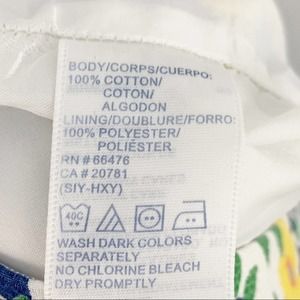 BODY/CORPS/CUERPO:
100% COTTON/
COTON/
ALGODON
LINING/DOUBLURE/FORRO:
100% POLYESTER/
POLIÉSTER
RN # 66476
CA # 20781
(SIY-HXY)
40C
WASH DARK COLORS
SEPARATELY
NO CHLORINE BLEACH
DRY PROMPTLY